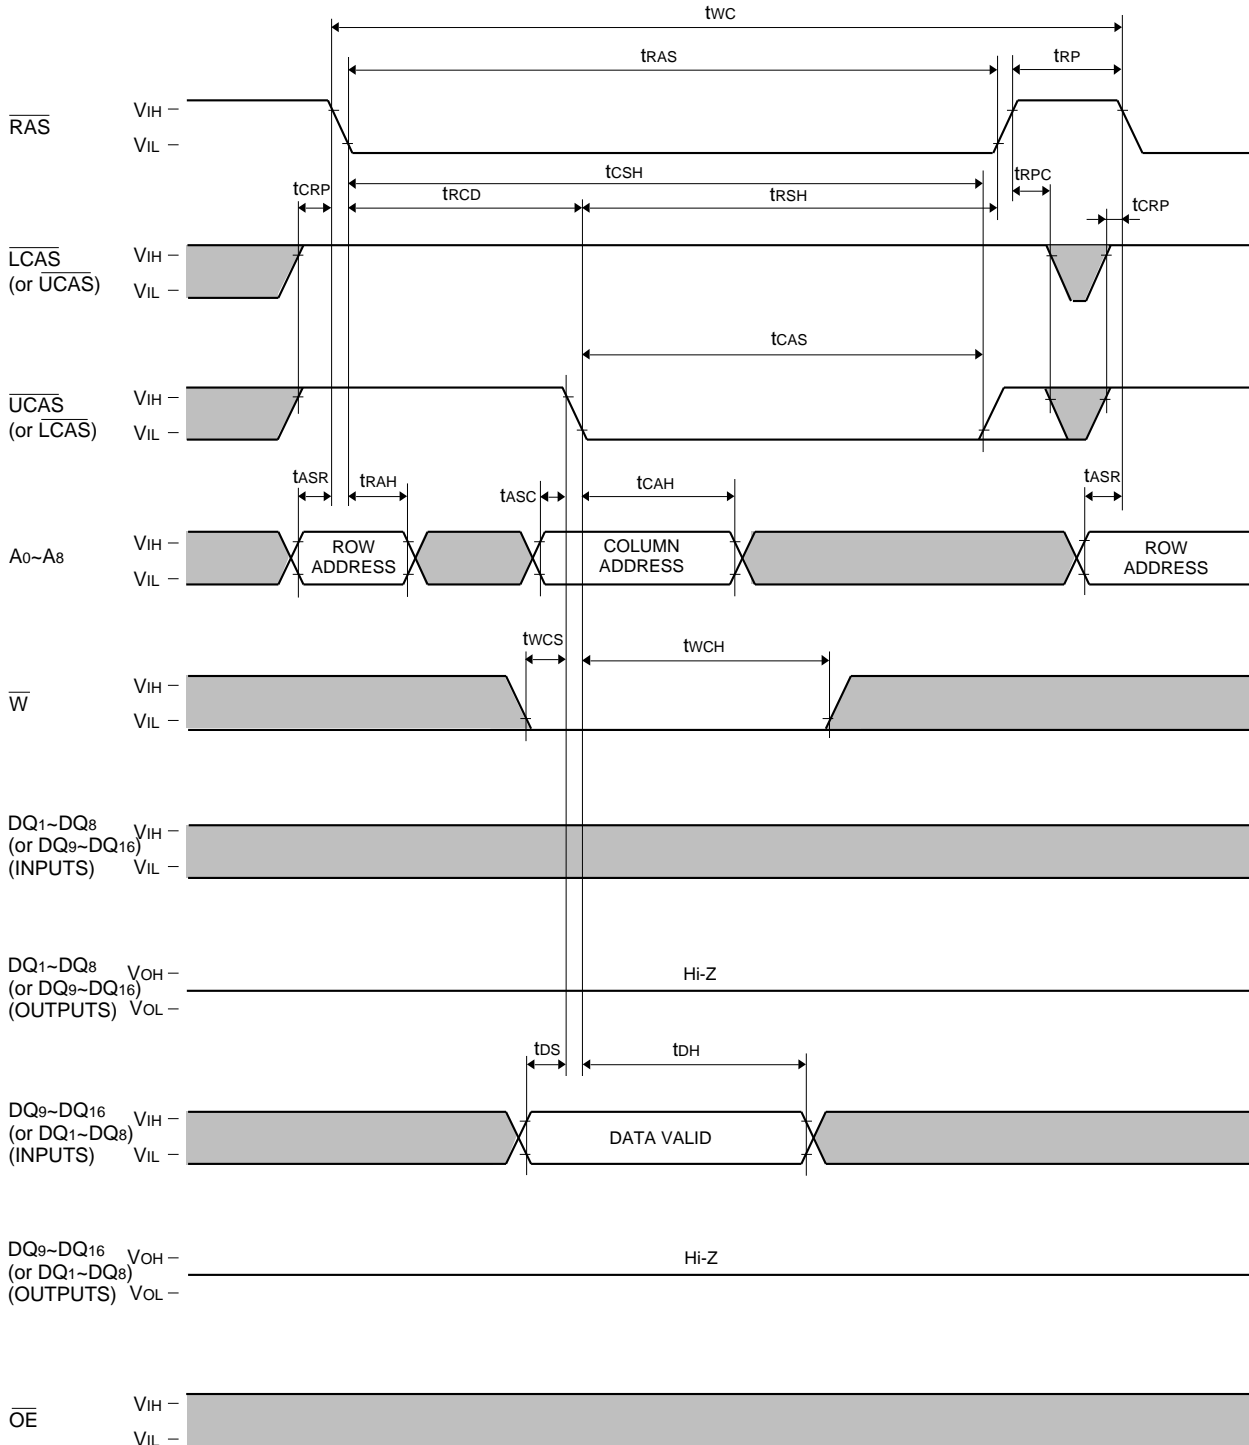 tWC
tRAS
tRP
RAS
VIH –
VIL –
tCSH
tCRP
tRCD
tRSH
tRPC
tCRP
LCAS
(or UCAS)
VIH –
VIL –
tCAS
UCAS
(or LCAS)
VIH –
VIL –
tASR
tRAH
tASC
tCAH
tASR
A0~A8
VIH –
VIL –
ROW
ADDRESS
COLUMN
ADDRESS
ROW
ADDRESS
tWCS
tWCH
W
VIH –
VIL –
DQ1~DQ8
(or DQ9~DQ16)
(INPUTS)
VIH –
VIL –
DQ1~DQ8
(or DQ9~DQ16)
(OUTPUTS)
VOH –
VOL –
Hi-Z
tDS
tDH
DQ9~DQ16
(or DQ1~DQ8)
(INPUTS)
VIH –
VIL –
DATA VALID
DQ9~DQ16
(or DQ1~DQ8)
(OUTPUTS)
VOH –
VOL –
Hi-Z
OE
VIH –
VIL –